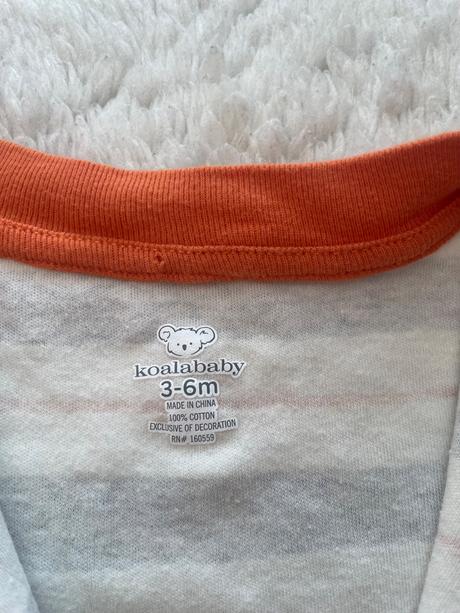 koalababy
3-6m
MADE IN CHINA
100% COTTON
EXCLUSIVE OF DECORATION
RN# 160559